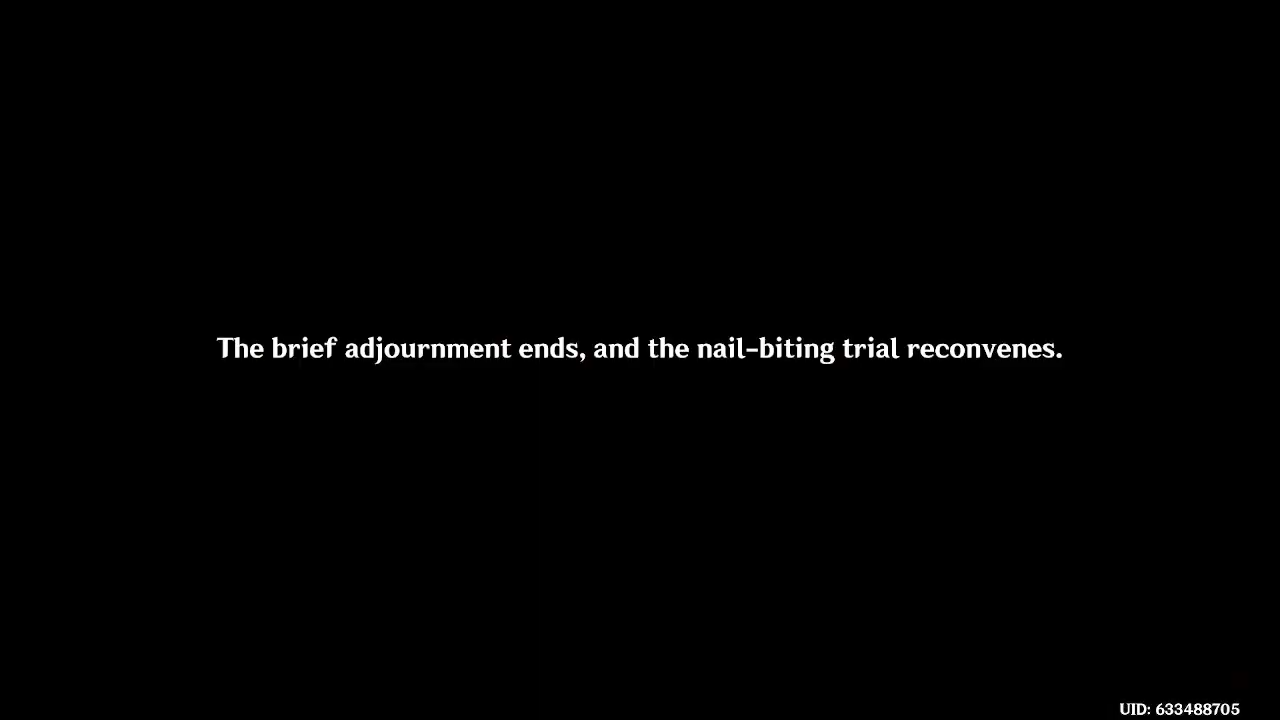 The brief adjournment ends, and the nail-biting trial reconvenes.
UID: 633488705